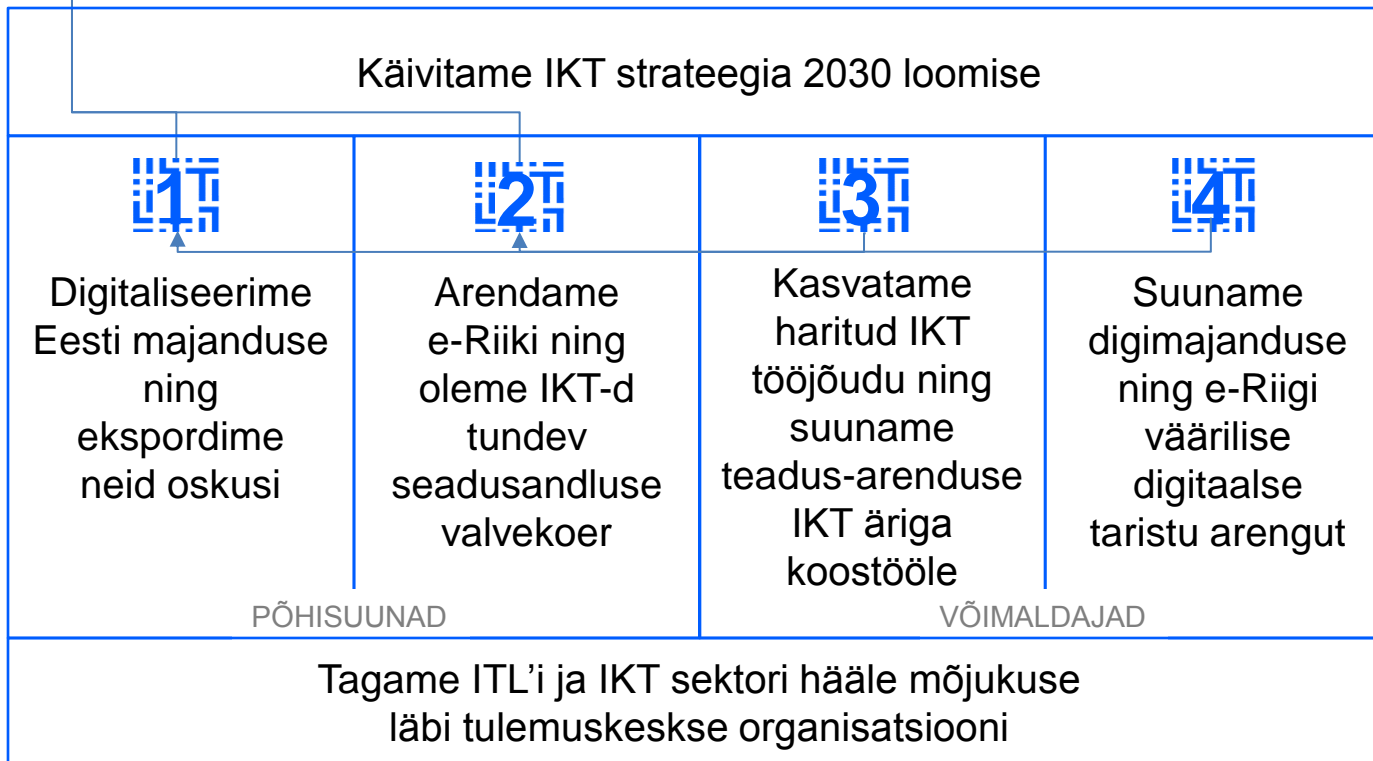 Käivitame IKT strateegia 2030 loomise
1
Digitaliseerime
Eesti majanduse
ning
ekspordime
neid oskusi
2
Arendame
e-Riiki ning
oleme IKT-d
tundev
seadusandluse
valvekoer
3
Kasvatame
haritud IKT
tööjõudu ning
suuname
teadus-arenduse
IKT äriga
koostööle
4
Suuname
digimajanduse
ning e-Riigi
väärilise
digitaalse
taristu arengut
PÕHISUUNAD
VÕIMALDAJAD
Tagame ITL’i ja IKT sektori hääle mõjukuse
läbi tulemuskeskse organisatsiooni